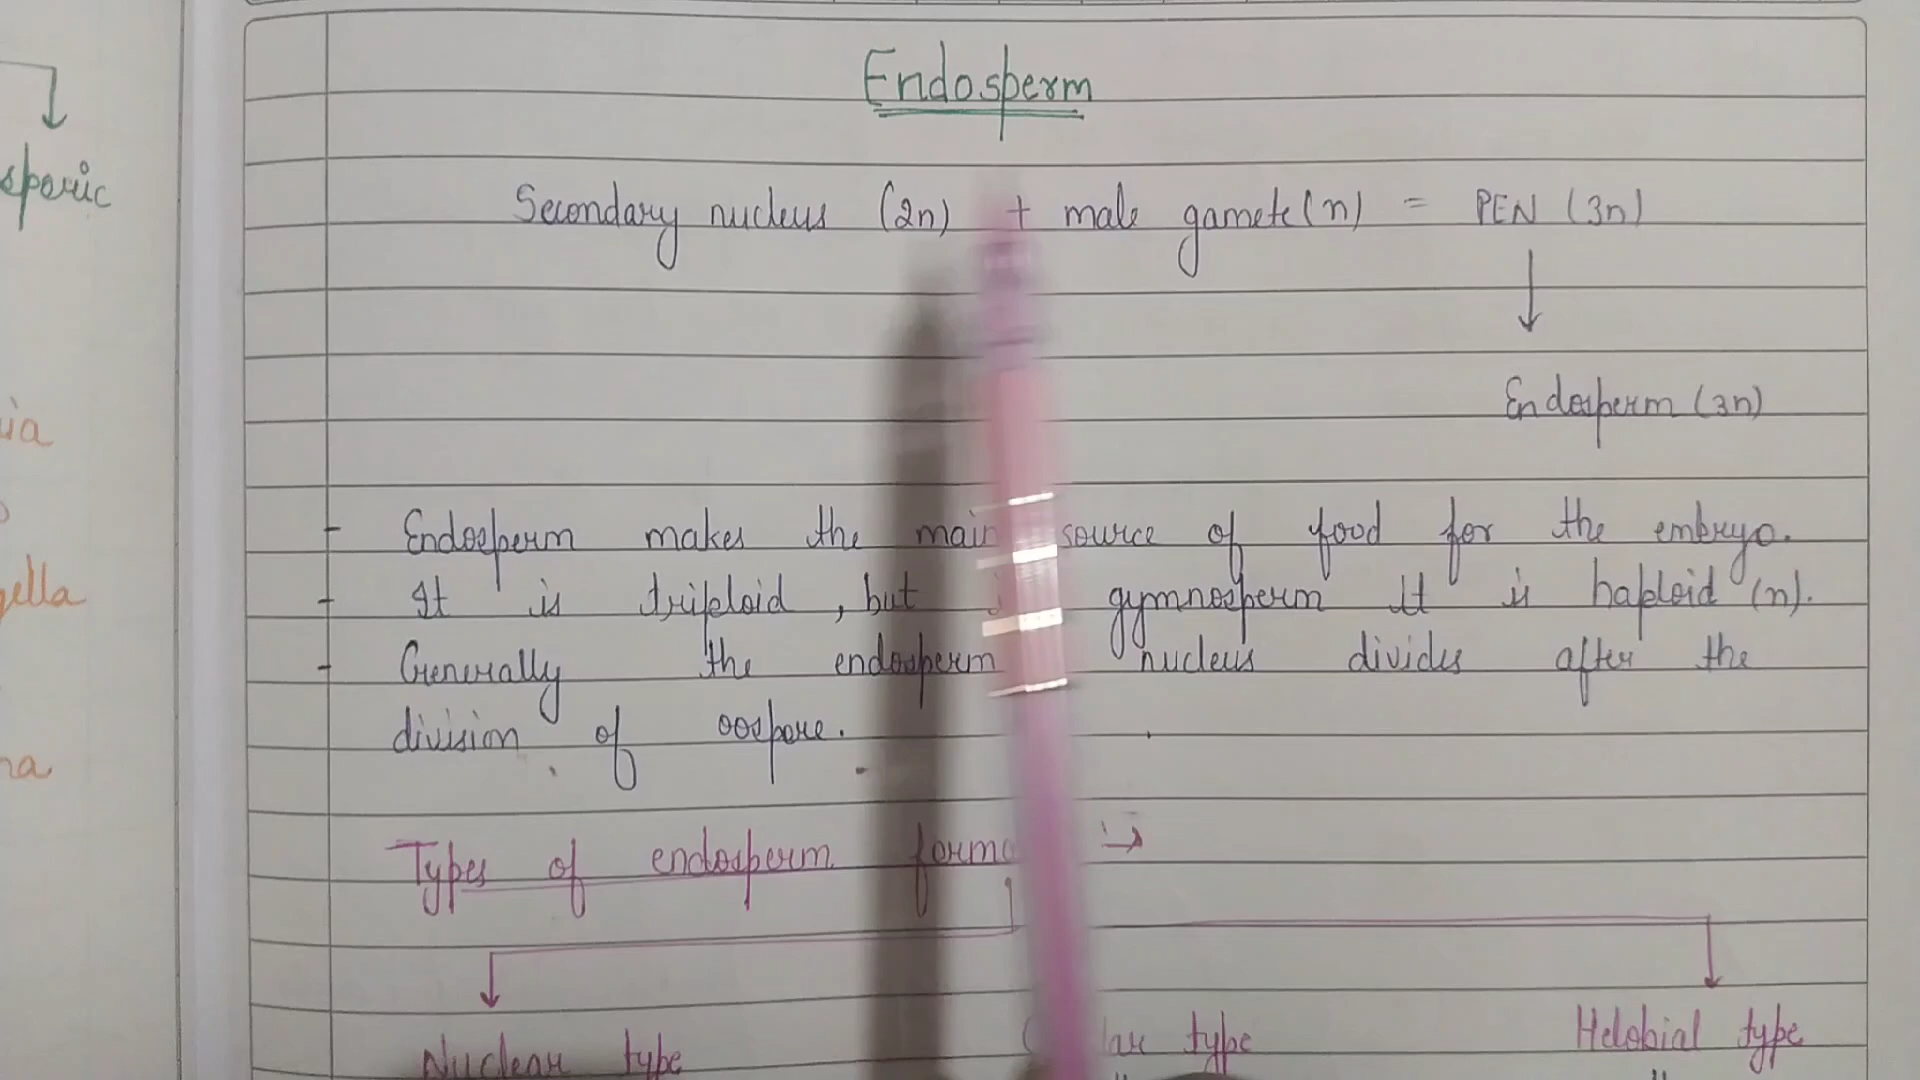 Endosperm
sporic
Secondary nucleus (2n) + male gamete (n) = PEN (3n)
Endosperm (3n)
- Endosperm makes the main source of food for the embryo.
- It is triploid, but gymnosperm it is haploid (n).
- Generally the endosperm nucleus divides after the
division of oospore.
Types of endosperm :→
Nuclear type type Helobial type